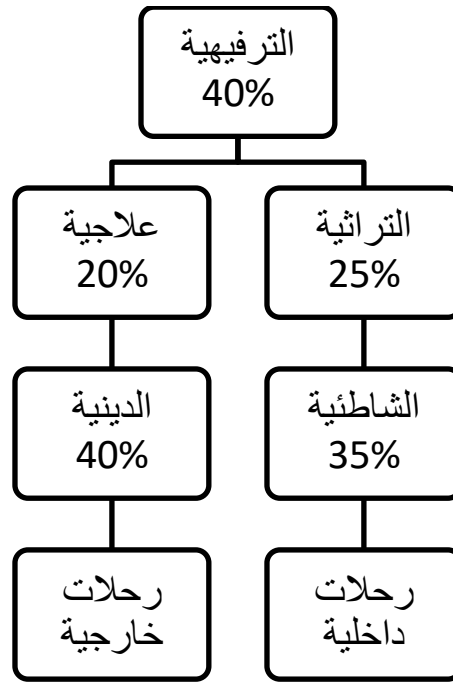 الترفيهية
40%
التراثية
25%
علاجية
20%
الشاطئية
35%
الدينية
40%
رحلات
داخلية
رحلات
خارجية